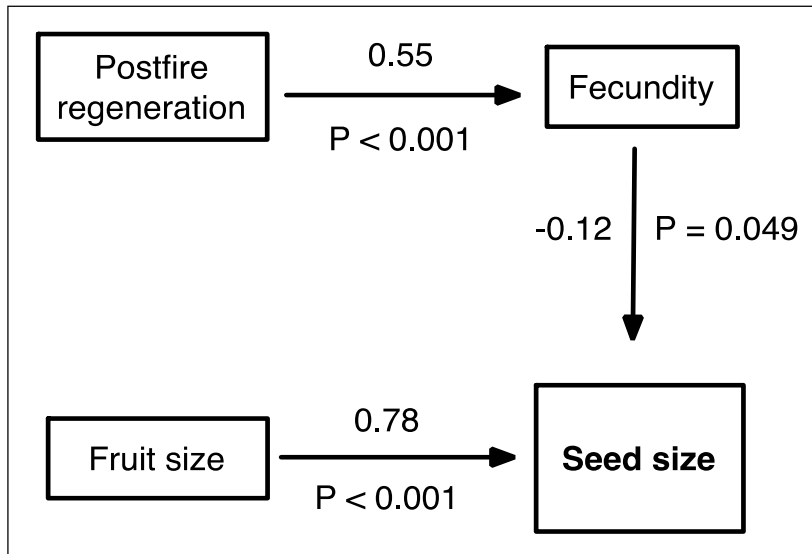 Postfire
regeneration
0.55
P < 0.001
Fecundity
-0.12
P = 0.049
Fruit size
0.78
P < 0.001
Seed size